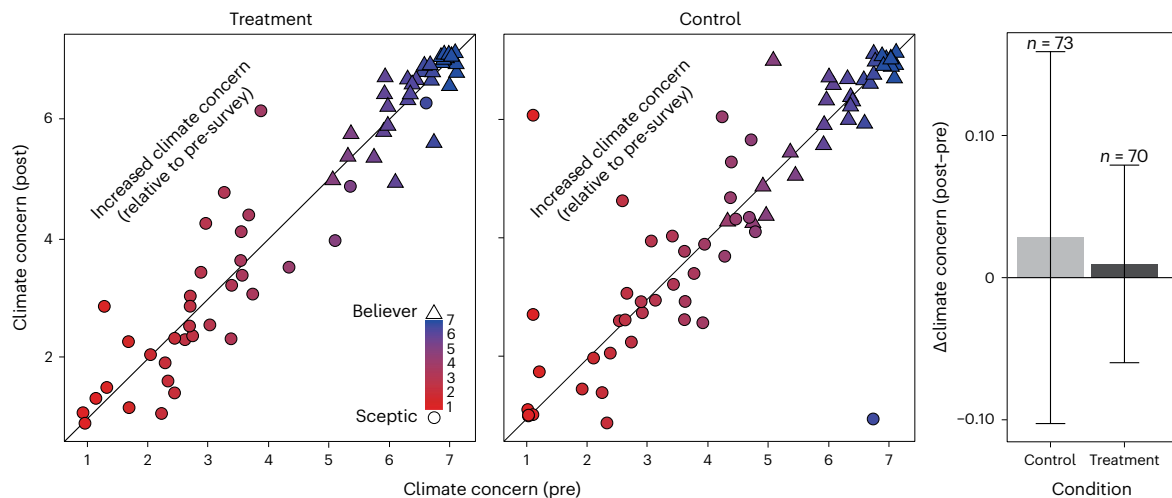 Treatment
Control
Climate concern (post)
6
4
2
Increased climate concern
(relative to pre-survey)
Believer
7
6
5
4
3
2
1
Sceptic
1 2 3 4 5 6 7
Increased climate concern
(relative to pre-survey)
1 2 3 4 5 6 7
Climate concern (pre)
Δclimate concern (post–pre)
0.10
0
–0.10
n = 73
n = 70
Control Treatment
Condition